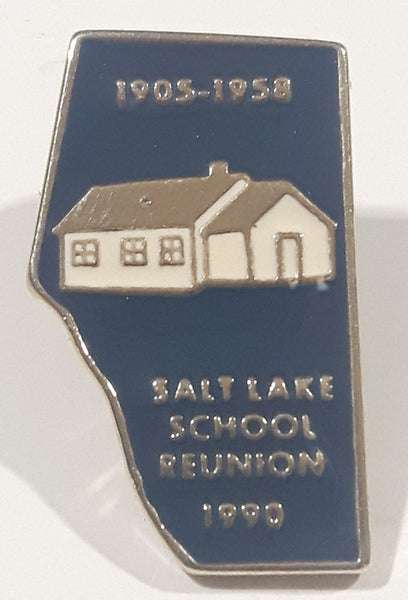 1905-1958
SALT LAKE
SCHOOL
REUNION
1990